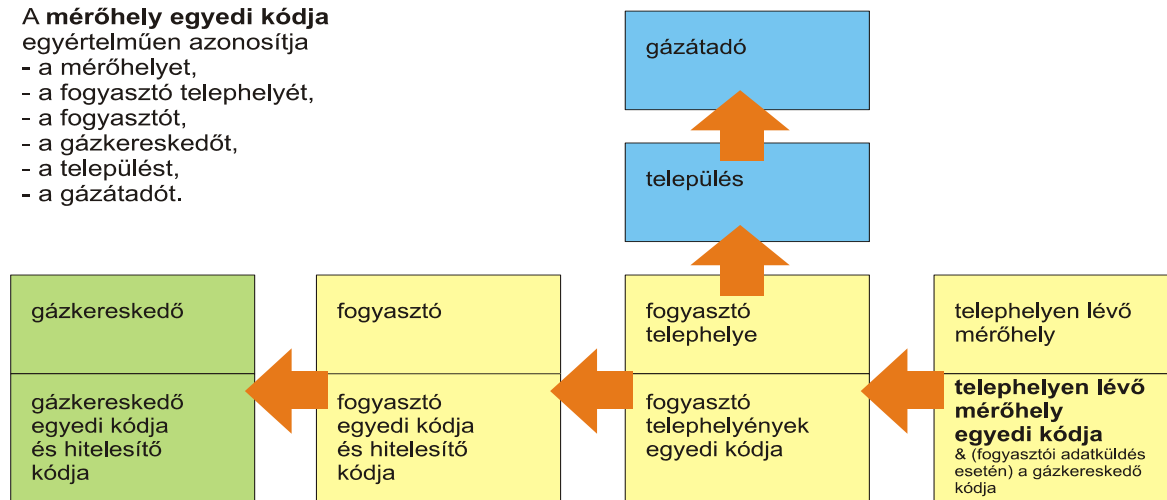 A mérőhely egyedi kódja
egyértelműen azonosítja
- a mérőhelyet,
- a fogyasztó telephelyét,
- a fogyasztót,
- a gázkereskedőt,
- a települést,
- a gázátadót.
gázátadó
település
gázkereskedő
fogyasztó
fogyasztó
telephelye
telephelyen lévő
mérőhely
gázkereskedő
egyedi kódja
és hitelesítő
kódja
fogyasztó
egyedi kódja
és hitelesítő
kódja
fogyasztó
telephelyények
egyedi kódja
telephelyen lévő
mérőhely
egyedi kódja
& (fogyasztói adatküldés
esetén) a gázkereskedő
kódja